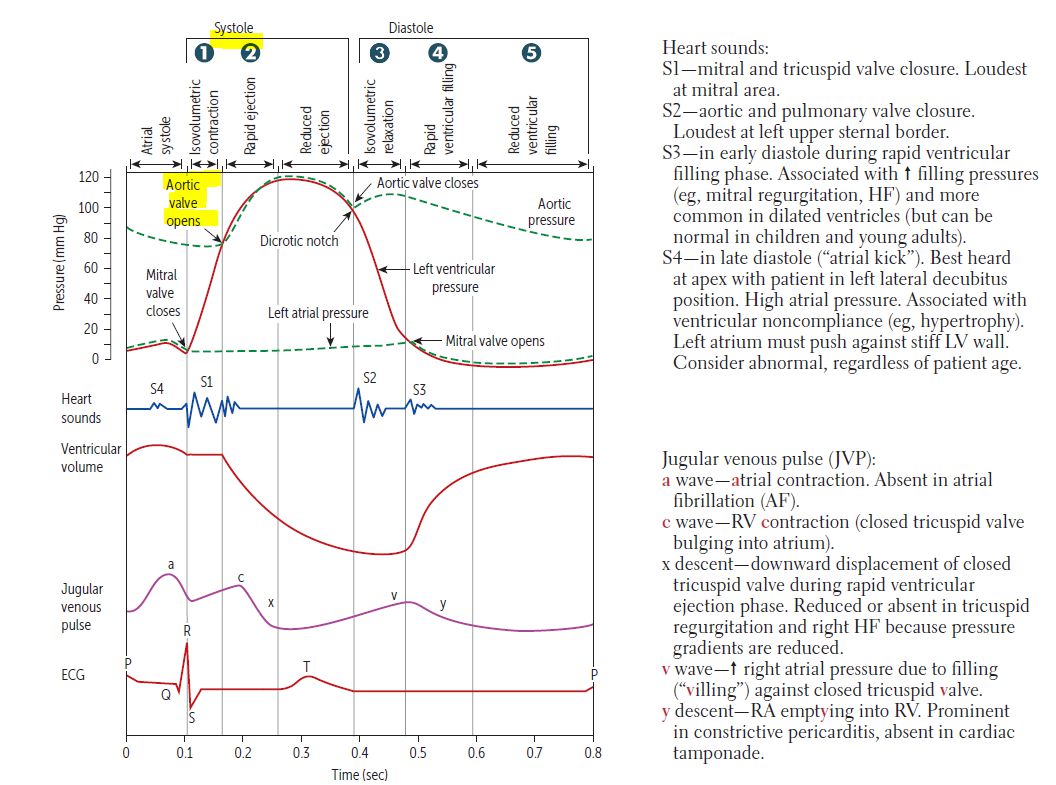 Systole
Diastole
1
2
3
4
5
Atrial
systole
Isovolumetric
contraction
Rapid ejection
Reduced
ejection
Isovolumetric
relaxation
Rapid
ventricular filling
Reduced
ventricular
filling
120
100
80
60
40
20
0
Pressure (mm Hg)
Aortic
valve
opens
Aortic valve closes
Aortic
pressure
Dicrotic notch
Mitral
valve
closes
Left ventricular
pressure
Left atrial pressure
Mitral valve opens
Heart
sounds
S4
S1
S2
S3
Ventricular
volume
Jugular
venous
pulse
a
c
x
v
y
ECG
P
Q
R
S
T
P
0
0.1
0.2
0.3
0.4
0.5
0.6
0.7
0.8
Time (sec)
Heart sounds:
S1—mitral and tricuspid valve closure. Loudest
at mitral area.
S2—aortic and pulmonary valve closure.
Loudest at left upper sternal border.
S3—in early diastole during rapid ventricular
filling phase. Associated with ↑ filling pressures
(eg, mitral regurgitation, HF) and more
common in dilated ventricles (but can be
normal in children and young adults).
S4—in late diastole (“atrial kick”). Best heard
at apex with patient in left lateral decubitus
position. High atrial pressure. Associated with
ventricular noncompliance (eg, hypertrophy).
Left atrium must push against stiff LV wall.
Consider abnormal, regardless of patient age.
Jugular venous pulse (JVP):
a wave—atrial contraction. Absent in atrial
fibrillation (AF).
c wave—RV contraction (closed tricuspid valve
bulging into atrium).
x descent—downward displacement of closed
tricuspid valve during rapid ventricular
ejection phase. Reduced or absent in tricuspid
regurgitation and right HF because pressure
gradients are reduced.
v wave—↑ right atrial pressure due to filling
(“villing”) against closed tricuspid valve.
y descent—RA emptying into RV. Prominent
in constrictive pericarditis, absent in cardiac
tamponade.